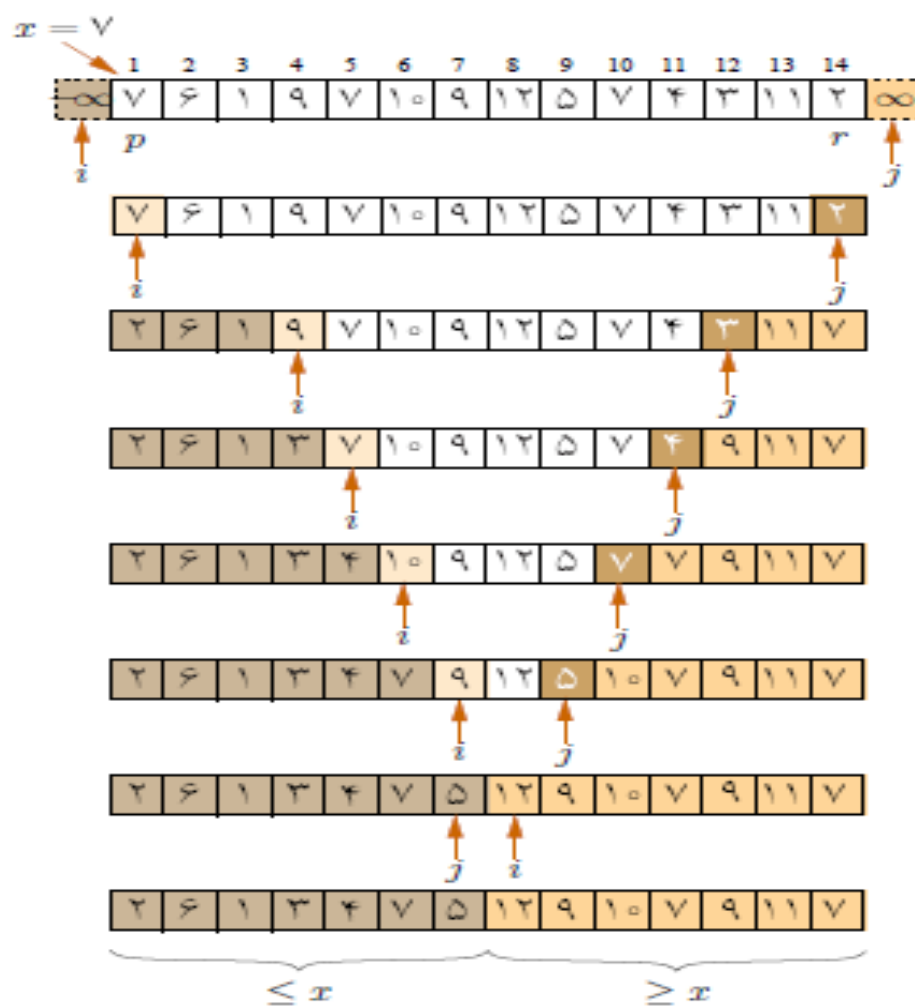 x = ۷
1 2 3 4 5 6 7 8 9 10 11 12 13 14
−∞ ۷ ۶ ۱ ۹ ۷ ۱۰ ۹ ۱۲ ۵ ۷ ۴ ۳ ۱۱ ۲ ∞
i p r j
۷ ۶ ۱ ۹ ۷ ۱۰ ۹ ۱۲ ۵ ۷ ۴ ۳ ۱۱ ۲
i j
۲ ۶ ۱ ۹ ۷ ۱۰ ۹ ۱۲ ۵ ۷ ۴ ۳ ۱۱ ۷
i j
۲ ۶ ۱ ۳ ۷ ۱۰ ۹ ۱۲ ۵ ۷ ۴ ۹ ۱۱ ۷
i j
۲ ۶ ۱ ۳ ۴ ۱۰ ۹ ۱۲ ۵ ۷ ۷ ۹ ۱۱ ۷
i j
۲ ۶ ۱ ۳ ۴ ۷ ۹ ۱۲ ۵ ۱۰ ۷ ۹ ۱۱ ۷
i j
۲ ۶ ۱ ۳ ۴ ۷ ۵ ۱۲ ۹ ۱۰ ۷ ۹ ۱۱ ۷
j i
۲ ۶ ۱ ۳ ۴ ۷ ۵ ۱۲ ۹ ۱۰ ۷ ۹ ۱۱ ۷
≤ x ≥ x